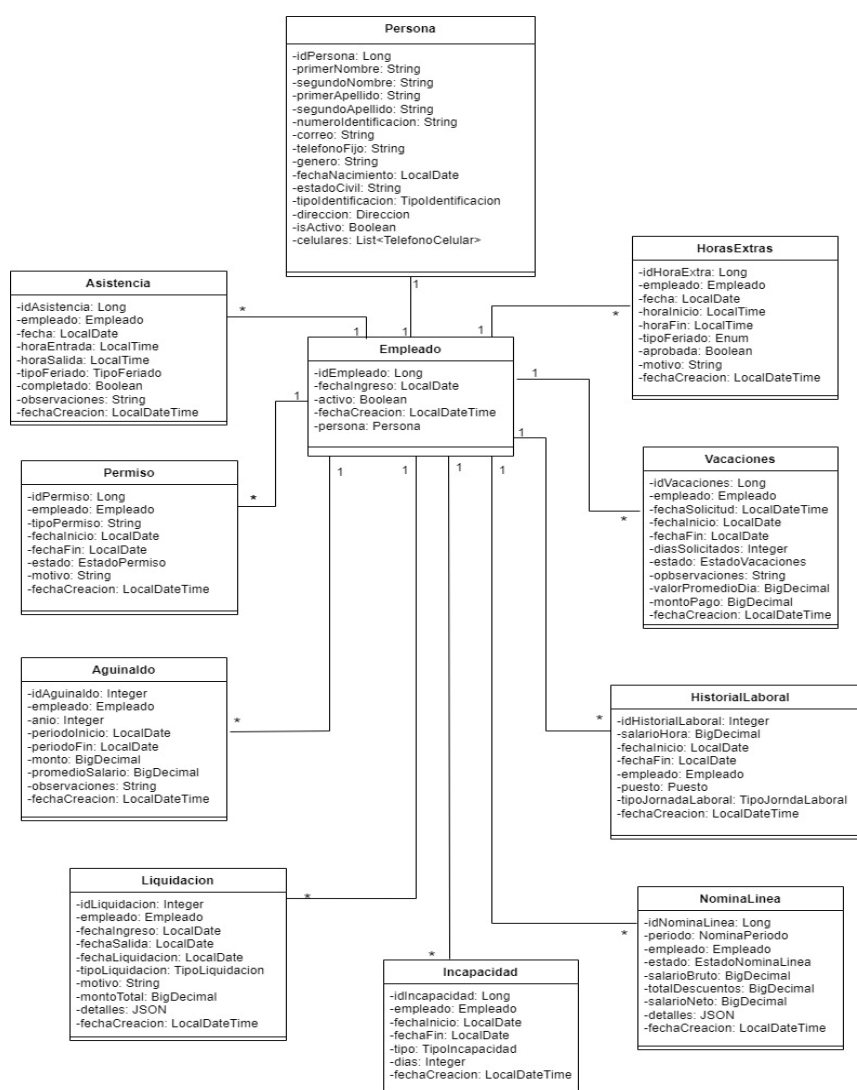 Persona
-idPersona: Long
-primerNombre: String
-segundoNombre: String
-primerApellido: String
-segundoApellido: String
-numeroIdentificacion: String
-correo: String
-telefonoFijo: String
-genero: String
-fechaNacimiento: LocalDate
-estadoCivil: String
-tipoIdentificacion: TipoIdentificacion
-direccion: Direccion
-isActivo: Boolean
-celulares: List<TelefonoCelular>
1
1
Asistencia
-idAsistencia: Long
-empleado: Empleado
-fecha: LocalDate
-horaEntrada: LocalTime
-horaSalida: LocalTime
-tipoFeriado: TipoFeriado
-completado: Boolean
-observaciones: String
-fechaCreacion: LocalDateTime
*
1
HorasExtras
-idHoraExtra: Long
-empleado: Empleado
-fecha: LocalDate
-horaInicio: LocalTime
-horaFin: LocalTime
-tipoFeriado: Enum
-aprobada: Boolean
-motivo: String
-fechaCreacion: LocalDateTime
*
1
Empleado
-idEmpleado: Long
-fechaIngreso: LocalDate
-activo: Boolean
-fechaCreacion: LocalDateTime
-persona: Persona
1
1
1
1
1
1
1
1
Permiso
-idPermiso: Long
-empleado: Empleado
-tipoPermiso: String
-fechaInicio: LocalDate
-fechaFin: LocalDate
-estado: EstadoPermiso
-motivo: String
-fechaCreacion: LocalDateTime
*
Vacaciones
-idVacaciones: Long
-empleado: Empleado
-fechaSolicitud: LocalDateTime
-fechaInicio: LocalDate
-fechaFin: LocalDate
-diasSolicitados: Integer
-estado: EstadoVacaciones
-opbservaciones: String
-valorPromedioDia: BigDecimal
-montoPago: BigDecimal
-fechaCreacion: LocalDateTime
*
Aguinaldo
-idAguinaldo: Integer
-empleado: Empleado
-anio: Integer
-periodoInicio: LocalDate
-periodoFin: LocalDate
-monto: BigDecimal
-promedioSalario: BigDecimal
-observaciones: String
-fechaCreacion: LocalDateTime
*
HistorialLaboral
-idHistorialLaboral: Integer
-salarioHora: BigDecimal
-fechaInicio: LocalDate
-fechaFin: LocalDate
-empleado: Empleado
-puesto: Puesto
-tipoJornadaLaboral: TipoJorndaLaboral
-fechaCreacion: LocalDateTime
*
Liquidacion
-idLiquidacion: Integer
-empleado: Empleado
-fechaIngreso: LocalDate
-fechaSalida: LocalDate
-fechaLiquidacion: LocalDate
-tipoLiquidacion: TipoLiquidacion
-motivo: String
-montoTotal: BigDecimal
-detalles: JSON
-fechaCreacion: LocalDateTime
*
Incapacidad
-idIncapacidad: Long
-empleado: Empleado
-fechaInicio: LocalDate
-fechaFin: LocalDate
-tipo: TipoIncapacidad
-dias: Integer
-fechaCreacion: LocalDateTime
*
NominaLinea
-idNominaLinea: Long
-periodo: NominaPeriodo
-empleado: Empleado
-estado: EstadoNominaLinea
-salarioBruto: BigDecimal
-totalDescuentos: BigDecimal
-salarioNeto: BigDecimal
-detalles: JSON
-fechaCreacion: LocalDateTime
*